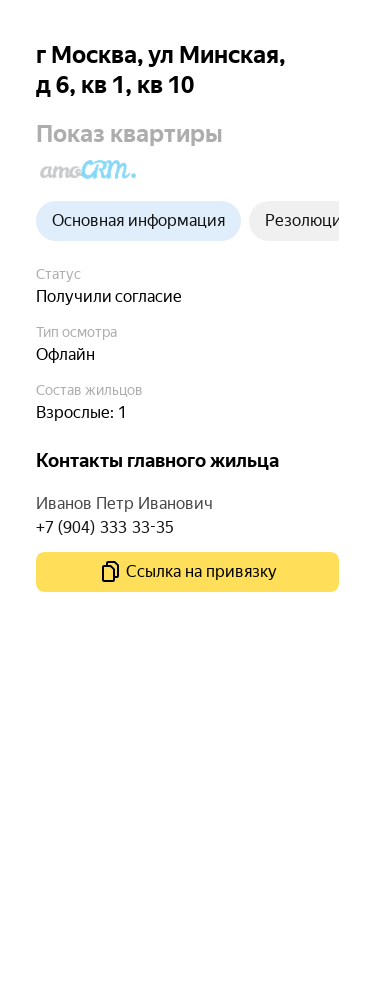 г Москва, ул Минская,
д 6, кв 1, кв 10
Показ квартиры
amoCRM.
Основная информация
Резолюци
Статус
Получили согласие
Тип осмотра
Офлайн
Состав жильцов
Взрослые: 1
Контакты главного жильца
Иванов Петр Иванович
+7 (904) 333 33-35
Ссылка на привязку